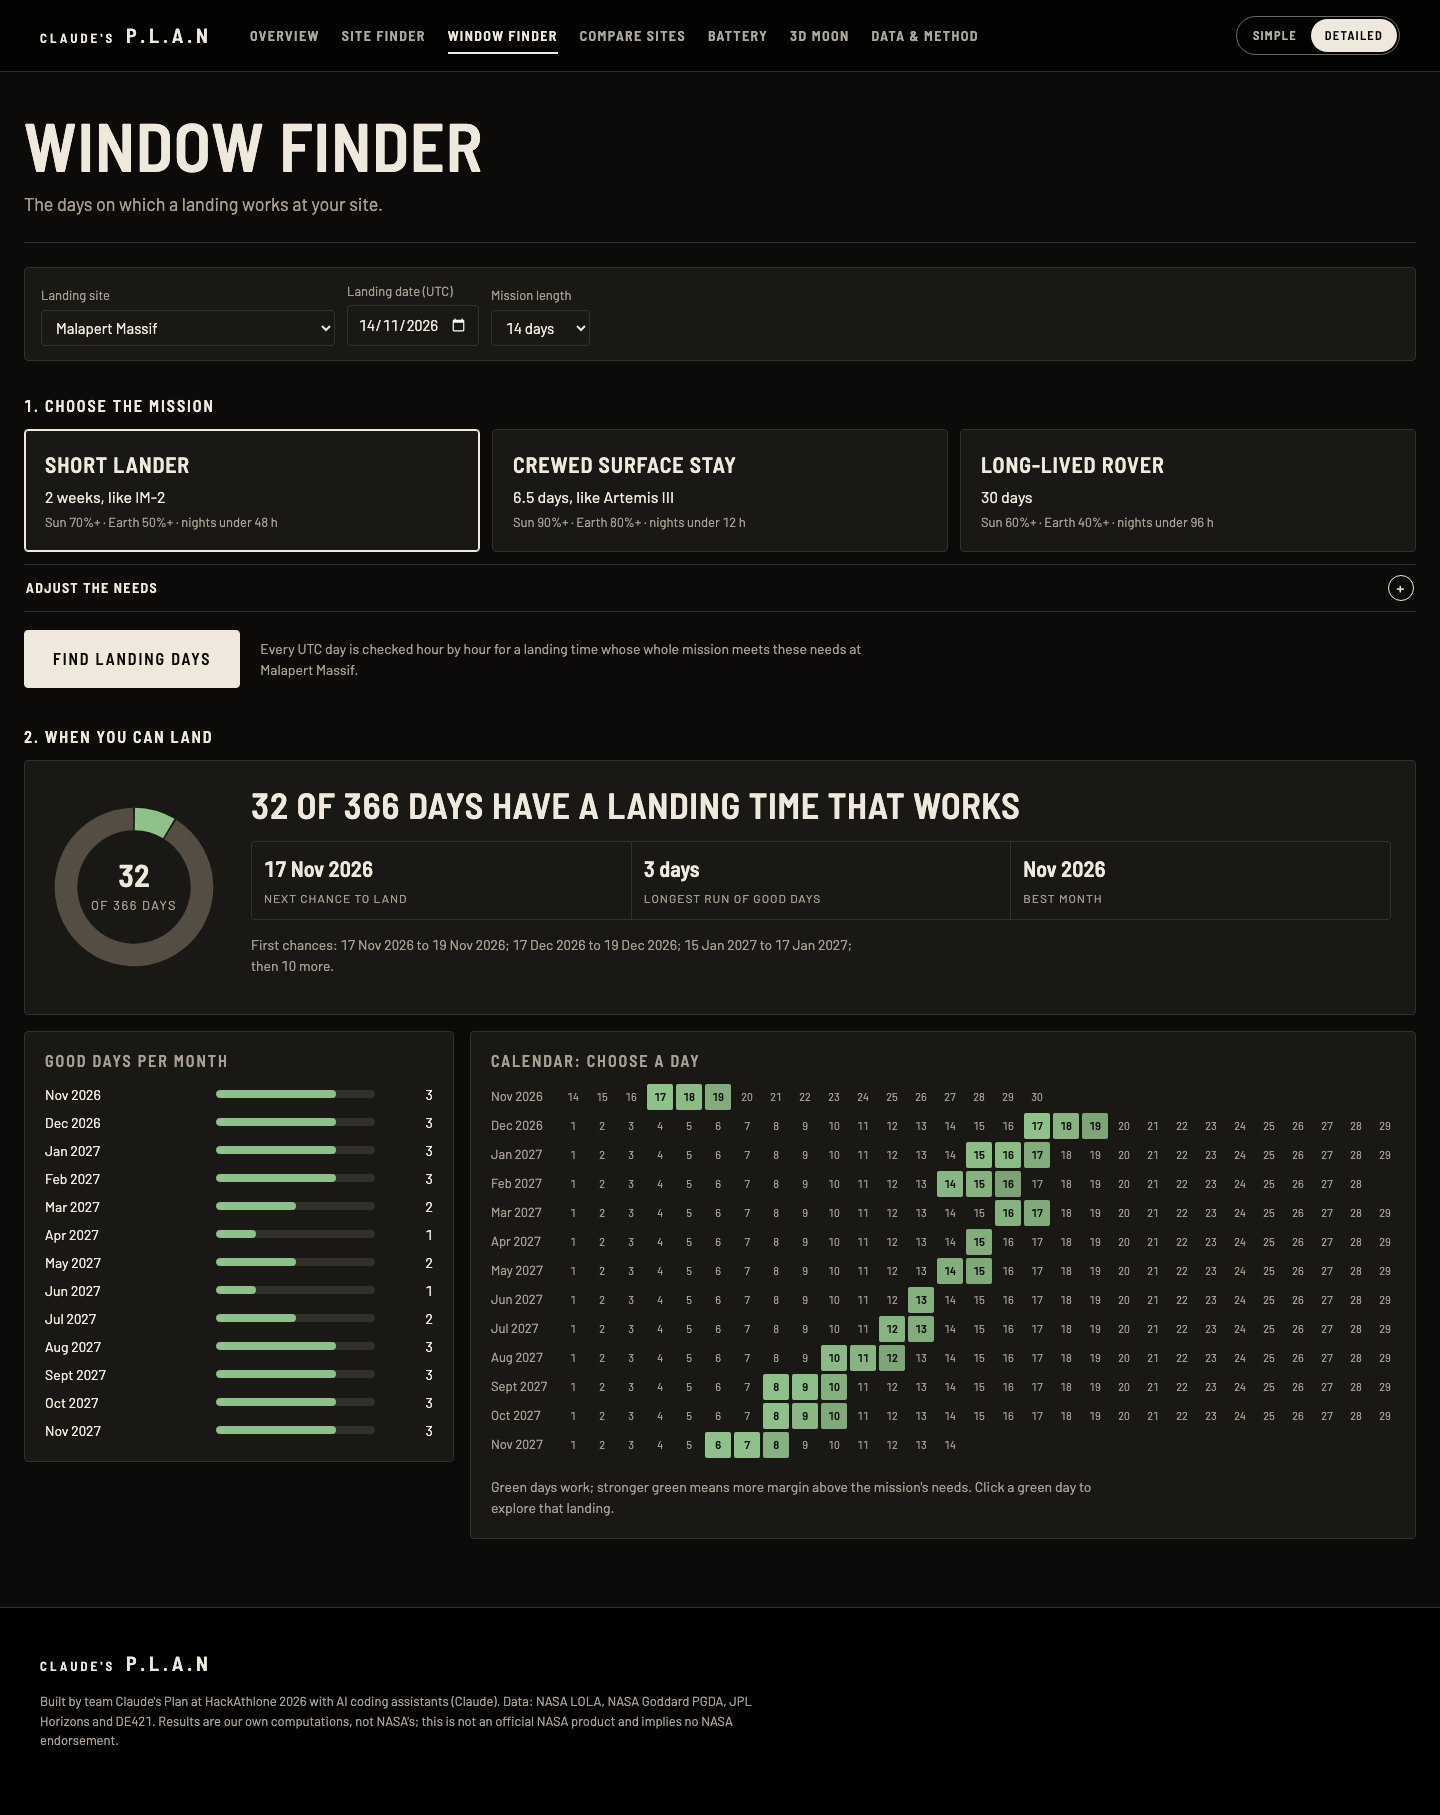 CLAUDE'S P.L.A.N
OVERVIEW SITE FINDER WINDOW FINDER COMPARE SITES BATTERY 3D MOON DATA & METHOD
SIMPLE DETAILED
WINDOW FINDER
The days on which a landing works at your site.
Landing site Landing date (UTC) Mission length
Malapert Massif 14/11/2026 14 days
1. CHOOSE THE MISSION
SHORT LANDER
2 weeks, like IM-2
Sun 70%+ · Earth 50%+ · nights under 48 h
CREWED SURFACE STAY
6.5 days, like Artemis III
Sun 90%+ · Earth 80%+ · nights under 12 h
LONG-LIVED ROVER
30 days
Sun 60%+ · Earth 40%+ · nights under 96 h
ADJUST THE NEEDS +
FIND LANDING DAYS
Every UTC day is checked hour by hour for a landing time whose whole mission meets these needs at
Malapert Massif.
2. WHEN YOU CAN LAND
32
OF 366 DAYS
32 OF 366 DAYS HAVE A LANDING TIME THAT WORKS
17 Nov 2026
NEXT CHANCE TO LAND
3 days
LONGEST RUN OF GOOD DAYS
Nov 2026
BEST MONTH
First chances: 17 Nov 2026 to 19 Nov 2026; 17 Dec 2026 to 19 Dec 2026; 15 Jan 2027 to 17 Jan 2027;
then 10 more.
GOOD DAYS PER MONTH
Nov 2026 3
Dec 2026 3
Jan 2027 3
Feb 2027 3
Mar 2027 2
Apr 2027 1
May 2027 2
Jun 2027 1
Jul 2027 2
Aug 2027 3
Sept 2027 3
Oct 2027 3
Nov 2027 3
CALENDAR: CHOOSE A DAY
Nov 2026 14 15 16 17 18 19 20 21 22 23 24 25 26 27 28 29 30
Dec 2026 1 2 3 4 5 6 7 8 9 10 11 12 13 14 15 16 17 18 19 20 21 22 23 24 25 26 27 28 29
Jan 2027 1 2 3 4 5 6 7 8 9 10 11 12 13 14 15 16 17 18 19 20 21 22 23 24 25 26 27 28 29
Feb 2027 1 2 3 4 5 6 7 8 9 10 11 12 13 14 15 16 17 18 19 20 21 22 23 24 25 26 27 28
Mar 2027 1 2 3 4 5 6 7 8 9 10 11 12 13 14 15 16 17 18 19 20 21 22 23 24 25 26 27 28 29
Apr 2027 1 2 3 4 5 6 7 8 9 10 11 12 13 14 15 16 17 18 19 20 21 22 23 24 25 26 27 28 29
May 2027 1 2 3 4 5 6 7 8 9 10 11 12 13 14 15 16 17 18 19 20 21 22 23 24 25 26 27 28 29
Jun 2027 1 2 3 4 5 6 7 8 9 10 11 12 13 14 15 16 17 18 19 20 21 22 23 24 25 26 27 28 29
Jul 2027 1 2 3 4 5 6 7 8 9 10 11 12 13 14 15 16 17 18 19 20 21 22 23 24 25 26 27 28 29
Aug 2027 1 2 3 4 5 6 7 8 9 10 11 12 13 14 15 16 17 18 19 20 21 22 23 24 25 26 27 28 29
Sept 2027 1 2 3 4 5 6 7 8 9 10 11 12 13 14 15 16 17 18 19 20 21 22 23 24 25 26 27 28 29
Oct 2027 1 2 3 4 5 6 7 8 9 10 11 12 13 14 15 16 17 18 19 20 21 22 23 24 25 26 27 28 29
Nov 2027 1 2 3 4 5 6 7 8 9 10 11 12 13 14
Green days work; stronger green means more margin above the mission's needs. Click a green day to
explore that landing.
CLAUDE'S P.L.A.N
Built by team Claude's Plan at HackAthlone 2026 with AI coding assistants (Claude). Data: NASA LOLA, NASA Goddard PGDA, JPL
Horizons and DE421. Results are our own computations, not NASA's; this is not an official NASA product and implies no NASA
endorsement.